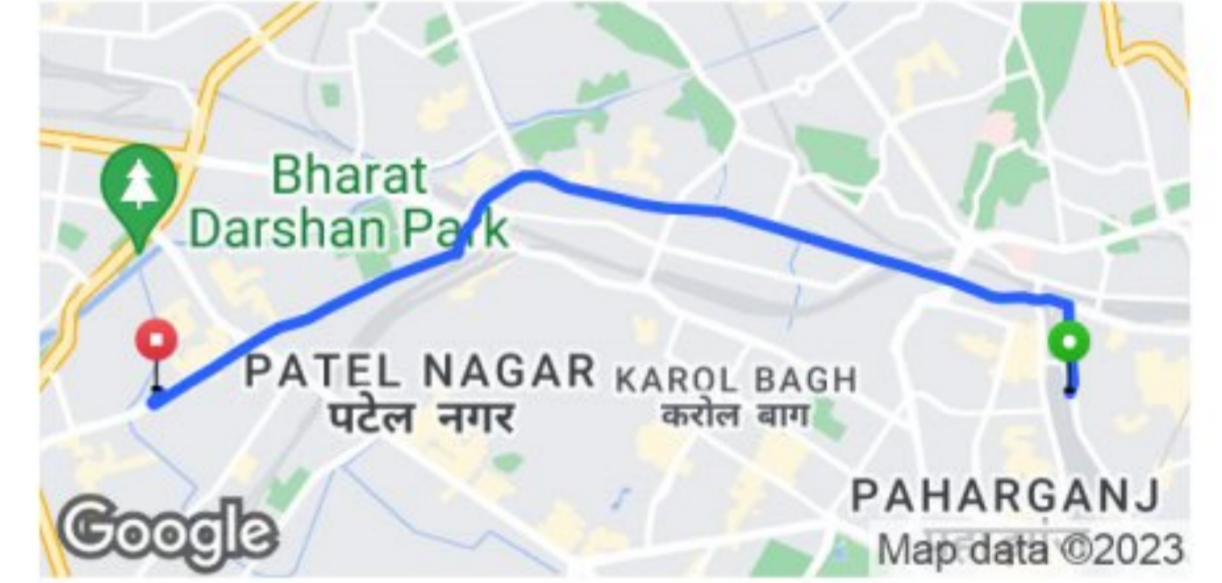 Bharat
Darshan Park
PATEL NAGAR
पटेल नगर
KAROL BAGH
करोल बाग
PAHARGANJ
Google
Map data ©2023